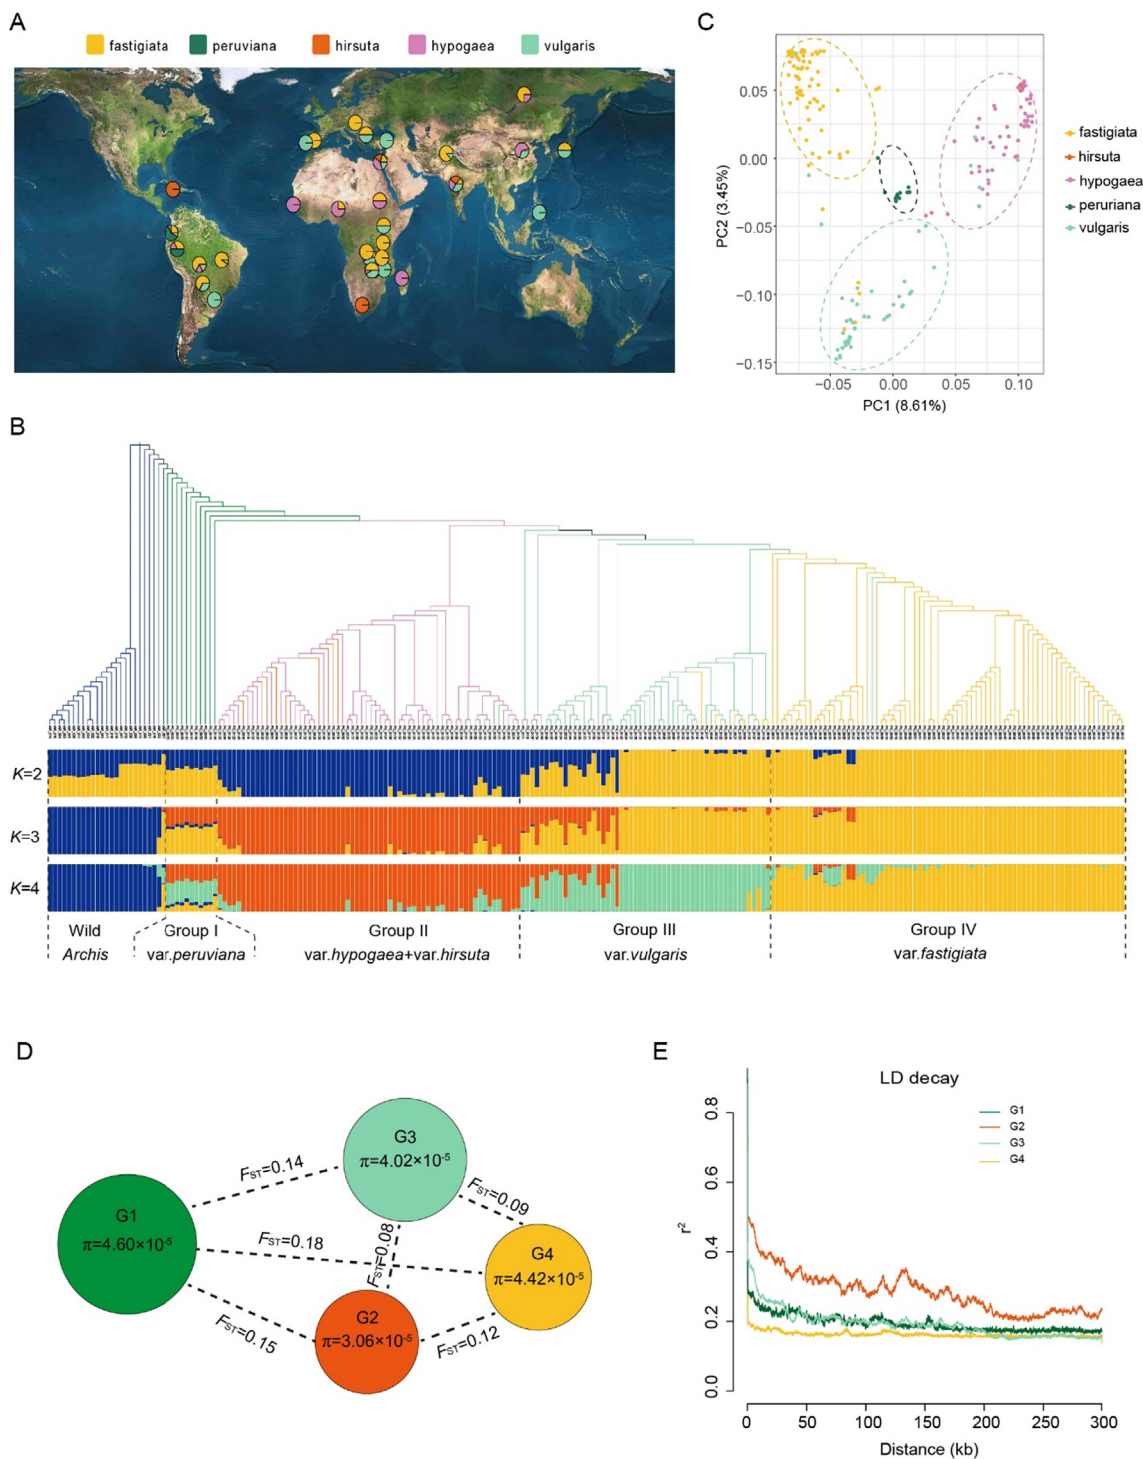 A
fastigiata peruviana hirsuta hypogaea vulgaris
C
0.05
0.00
−0.05
−0.10
−0.15
PC2 (3.45%)
−0.05 0.00 0.05 0.10
PC1 (8.61%)
fastigiata
hirsuta
hypogaea
peruriana
vulgaris
B
K=2
K=3
K=4
Wild Group I Group II Group III Group IV
Archis var.peruviana var.hypogaea+var.hirsuta var.vulgaris var.fastigiata
D
G1
π=4.60×10-5
G3
π=4.02×10-5
G4
π=4.42×10-5
G2
π=3.06×10-5
FST=0.14
FST=0.09
FST=0.18
FST=0.08
FST=0.15
FST=0.12
E
LD decay
G1
G2
G3
G4
0.8
0.6
0.4
0.2
0.0
r2
0 50 100 150 200 250 300
Distance (kb)